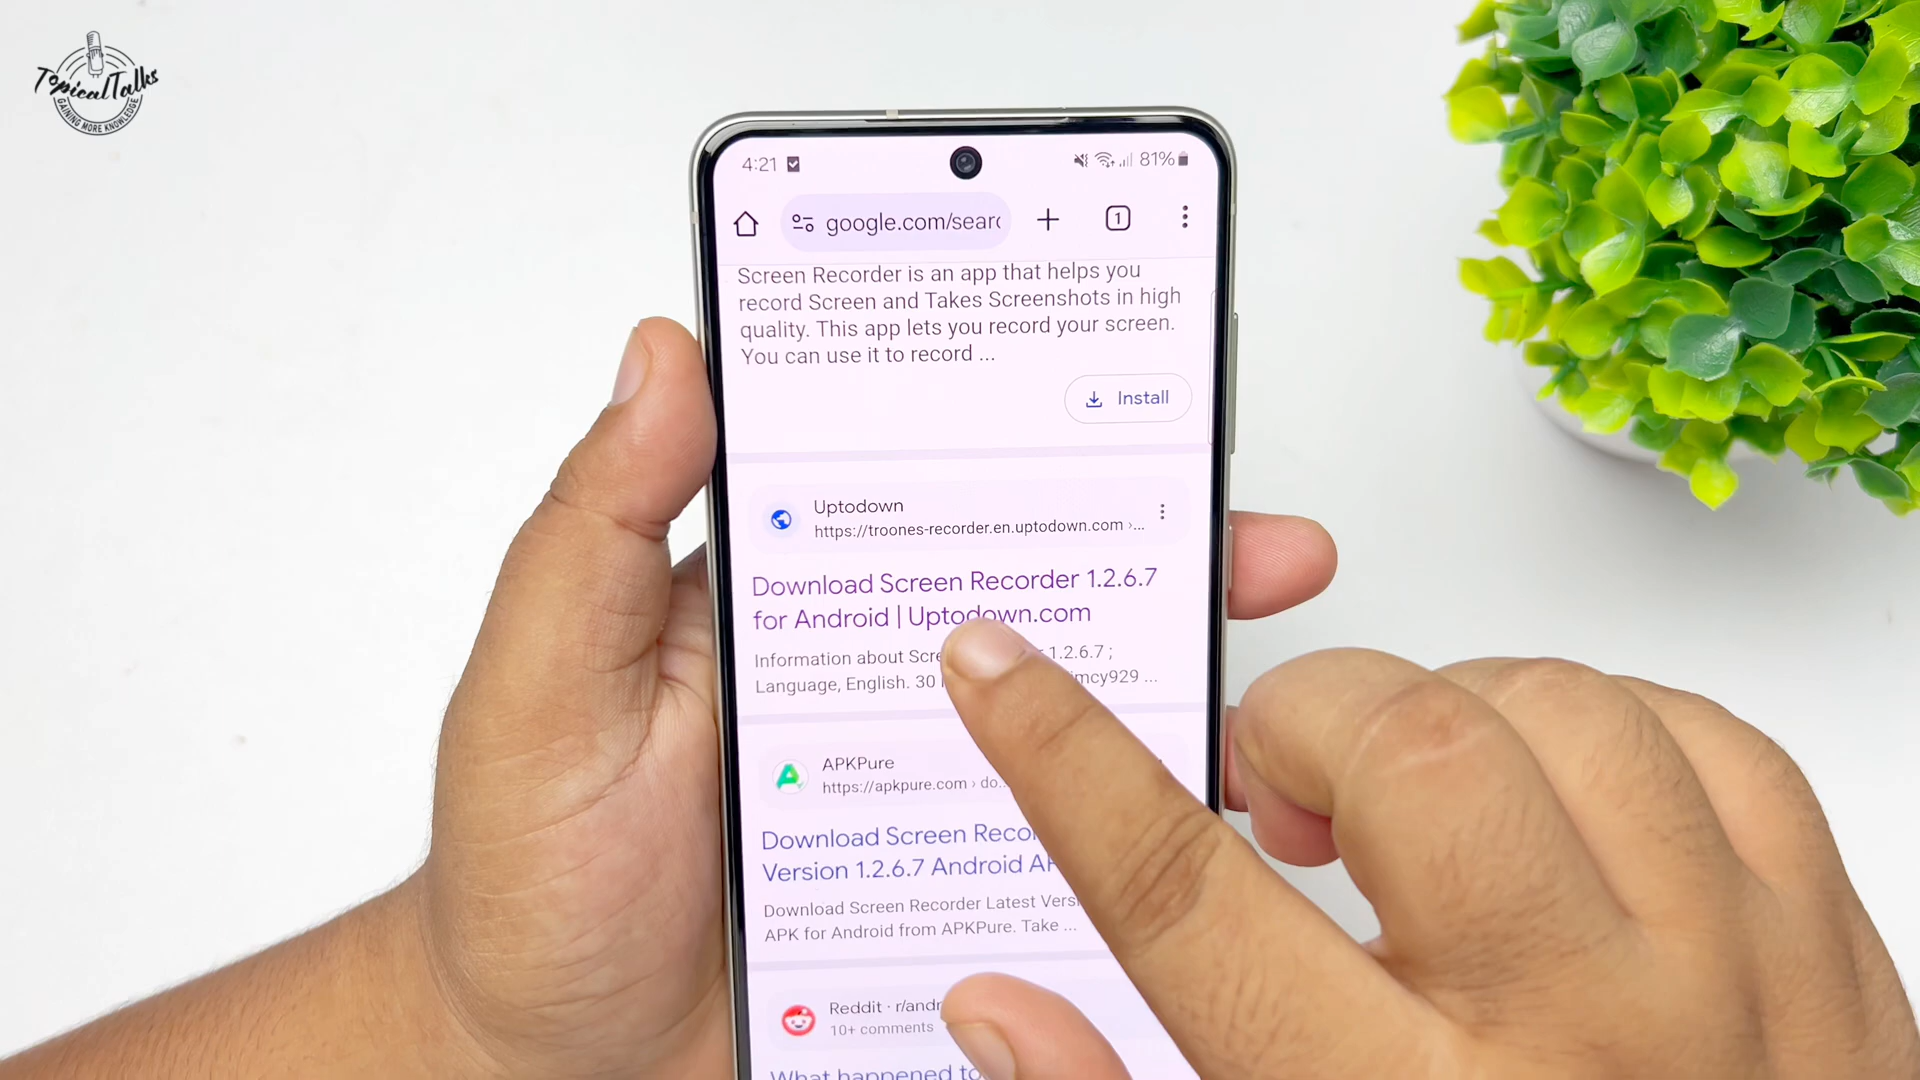 TopicalTalks
GAINING MORE KNOWLEDGE
4:21
81%
google.com/searc
1
Screen Recorder is an app that helps you
record Screen and Takes Screenshots in high
quality. This app lets you record your screen.
You can use it to record ...
Install
Uptodown
https://troones-recorder.en.uptodown.com ›...
Download Screen Recorder 1.2.6.7
for Android | Uptodown.com
Information about Scre 1.2.6.7 ;
Language, English. 30 imcy929 ...
APKPure
https://apkpure.com › do...
Download Screen Reco
Version 1.2.6.7 Android AP
Download Screen Recorder Latest Versi
APK for Android from APKPure. Take ...
Reddit · r/andr
10+ comments
What happened to